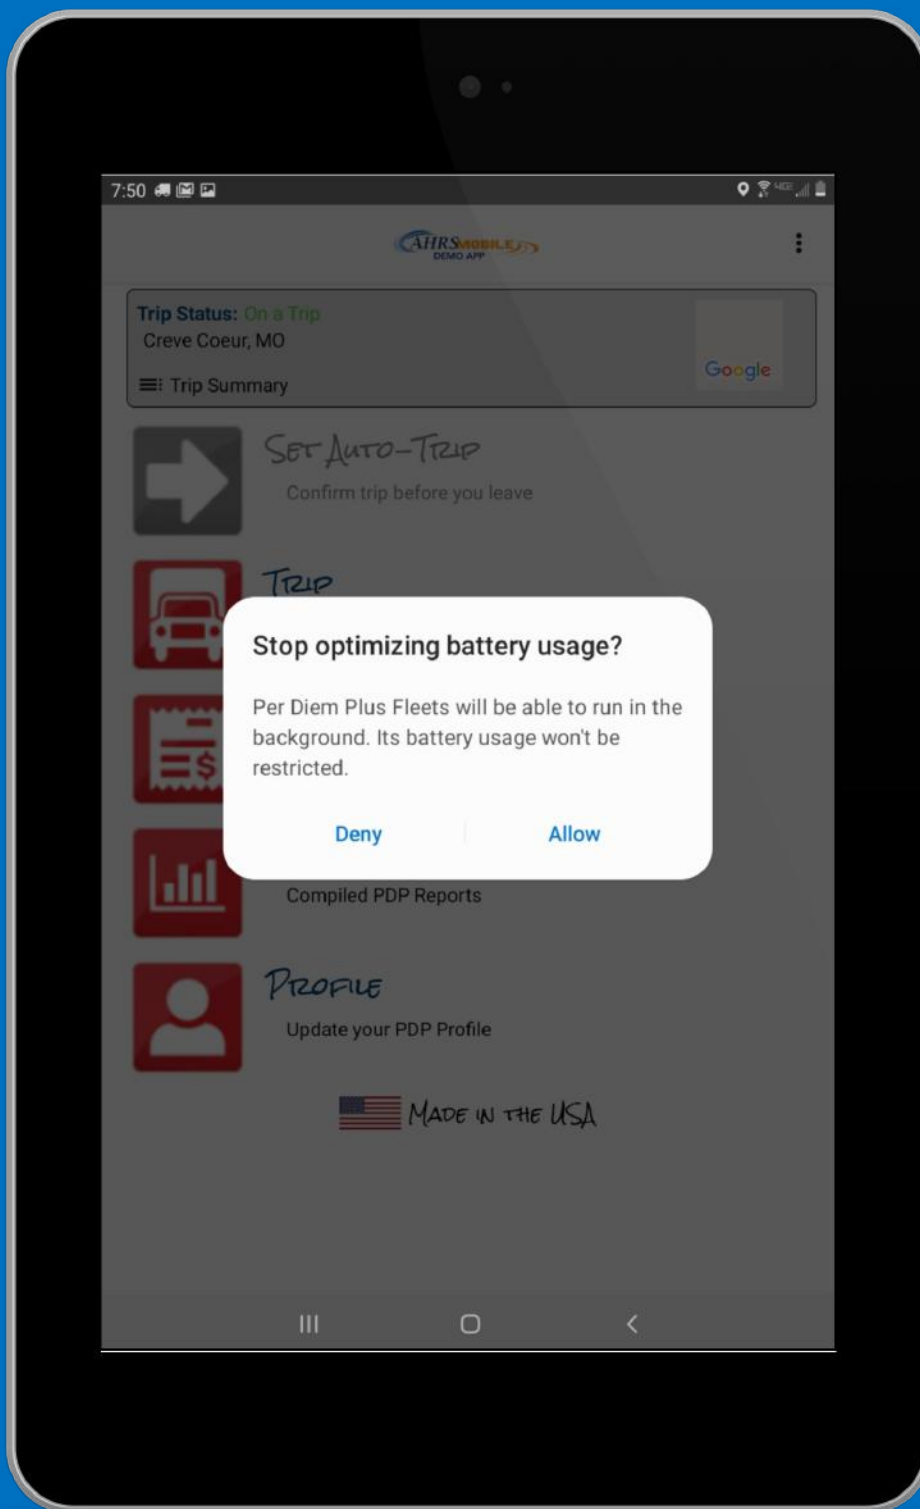 7:50
4GE
AHRSMOBILE
DEMO APP
Trip Status: On a Trip
Creve Coeur, MO
Trip Summary
Google
SET AUTO-TRIP
Confirm trip before you leave
TRIP
Stop optimizing battery usage?
Per Diem Plus Fleets will be able to run in the
background. Its battery usage won't be
restricted.
Deny
Allow
$
Compiled PDP Reports
PROFILE
Update your PDP Profile
MADE IN THE USA